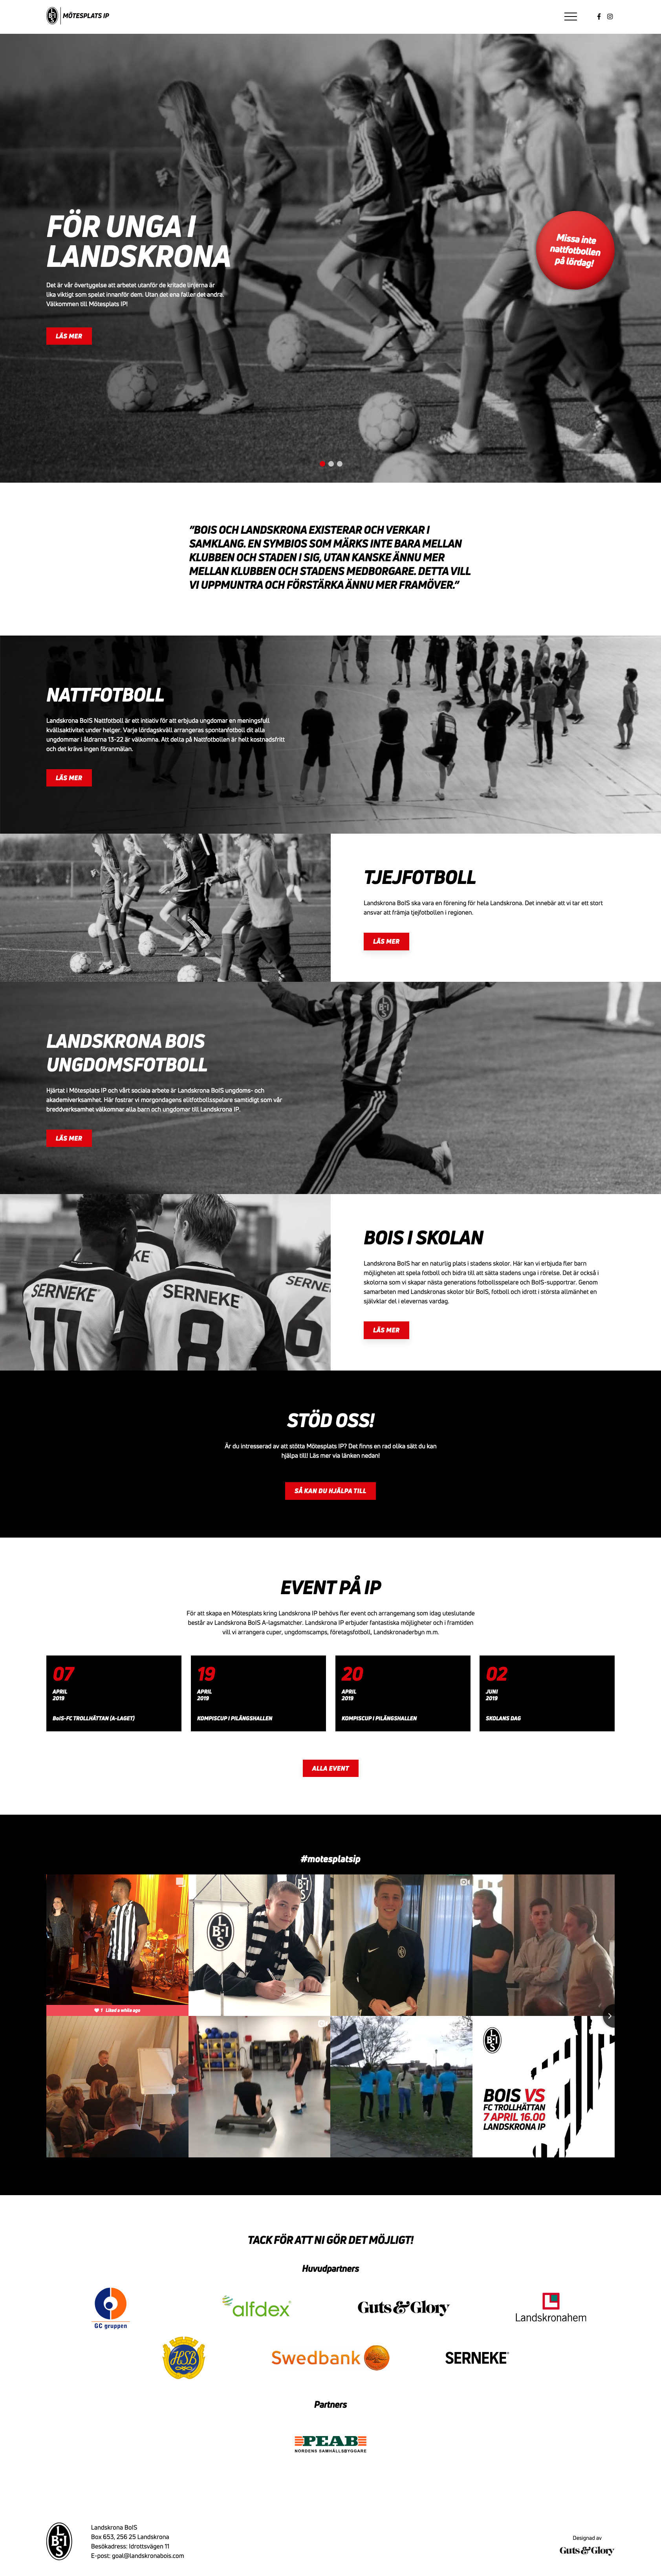 MÖTESPLATS IP
FÖR UNGA I
LANDSKRONA
Det är vår övertygelse att arbetet utanför de kritade linjerna är
lika viktigt som spelet innanför dem. Utan det ena faller det andra.
Välkommen till Mötesplats IP!
LÄS MER
Missa inte
nattfotbollen
på lördag!
"BOIS OCH LANDSKRONA EXISTERAR OCH VERKAR I
SAMKLANG. EN SYMBIOS SOM MÄRKS INTE BARA MELLAN
KLUBBEN OCH STADEN I SIG, UTAN KANSKE ÄNNU MER
MELLAN KLUBBEN OCH STADENS MEDBORGARE. DETTA VILL
VI UPPMUNTRA OCH FÖRSTÄRKA ÄNNU MER FRAMÖVER."
NATTFOTBOLL
Landskrona BoIS Nattfotboll är ett intiativ för att erbjuda ungdomar en meningsfull
kvällsaktivitet under helger. Varje lördagskväll arrangeras spontanfotboll dit alla
ungdommar i åldrarna 13-22 är välkomna. Att delta på Nattfotbollen är helt kostnadsfritt
och det krävs ingen föranmälan.
LÄS MER
TJEJFOTBOLL
Landskrona BoIS ska vara en förening för hela Landskrona. Det innebär att vi tar ett stort
ansvar att främja tjejfotbollen i regionen.
LÄS MER
LANDSKRONA BOIS
UNGDOMSFOTBOLL
Hjärtat i Mötesplats IP och vårt sociala arbete är Landskrona BoIS ungdoms- och
akademiverksamhet. Här fostrar vi morgondagens elitfotbollsspelare samtidigt som vår
breddverksamhet välkomnar alla barn och ungdomar till Landskrona IP.
LÄS MER
SERNEKE
11
SERNEKE
8
SERNE
6
KE
BOIS I SKOLAN
Landskrona BoIS har en naturlig plats i stadens skolor. Här kan vi erbjuda fler barn
möjligheten att spela fotboll och bidra till att sätta stadens unga i rörelse. Det är också i
skolorna som vi skapar nästa generations fotbollsspelare och BoIS-supportrar. Genom
samarbeten med Landskronas skolor blir BoIS, fotboll och idrott i största allmänhet en
självklar del i elevernas vardag.
LÄS MER
STÖD OSS!
Är du intresserad av att stötta Mötesplats IP? Det finns en rad olika sätt du kan
hjälpa till! Läs mer via länken nedan!
SÅ KAN DU HJÄLPA TILL
EVENT PÅ IP
För att skapa en Mötesplats kring Landskrona IP behövs fler event och arrangemang som idag uteslutande
består av Landskrona BoIS A-lagsmatcher. Landskrona IP erbjuder fantastiska möjligheter och i framtiden
vill vi arrangera cuper, ungdomscamps, företagsfotboll, Landskronaderbyn m.m.
07
APRIL
2019
BoIS-FC TROLLHÄTTAN (A-LAGET)
19
APRIL
2019
KOMPISCUP I PILÄNGSHALLEN
20
APRIL
2019
KOMPISCUP I PILÄNGSHALLEN
02
JUNI
2019
SKOLANS DAG
ALLA EVENT
#motesplatsip
1 Liked a while ago
BOIS VS
FC TROLLHÄTTAN
7 APRIL 16.00
LANDSKRONA IP
TACK FÖR ATT NI GÖR DET MÖJLIGT!
Huvudpartners
GC gruppen
alfdex
Guts&Glory
Landskronahem
HSB
Swedbank
SERNEKE
Partners
PEAB
NORDENS SAMHÄLLSBYGGARE
LBIS
Landskrona BoIS
Box 653, 256 25 Landskrona
Besökadress: Idrottsvägen 11
E-post: goal@landskronabois.com
Designad av
Guts&Glory